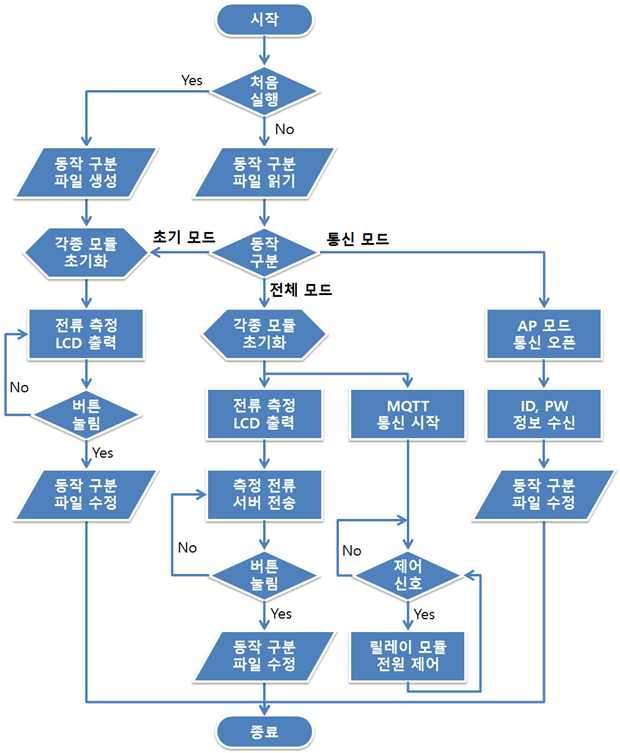 시작
Yes
처음
실행
No
동작 구분
파일 생성
동작 구분
파일 읽기
각종 모듈
초기화
초기 모드
동작
구분
통신 모드
전체 모드
전류 측정
LCD 출력
각종 모듈
초기화
AP 모드
통신 오픈
No
버튼
눌림
Yes
전류 측정
LCD 출력
MQTT
통신 시작
ID, PW
정보 수신
동작 구분
파일 수정
측정 전류
서버 전송
동작 구분
파일 수정
No
버튼
눌림
Yes
No
제어
신호
Yes
동작 구분
파일 수정
릴레이 모듈
전원 제어
종료